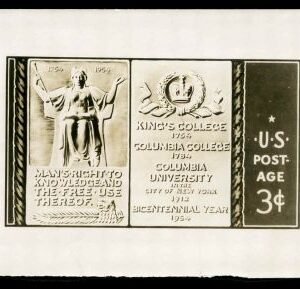 1754 1954
MAN'S·RIGHT·TO
KNOWLEDGE·AND
THE·FREE·USE
THEREOF.
KING'S COLLEGE
1754
COLUMBIA COLLEGE
1784
COLUMBIA
UNIVERSITY
IN THE
CITY OF NEW YORK
1912
BICENTENNIAL YEAR
1954
·U·S·
POST-
AGE
3¢